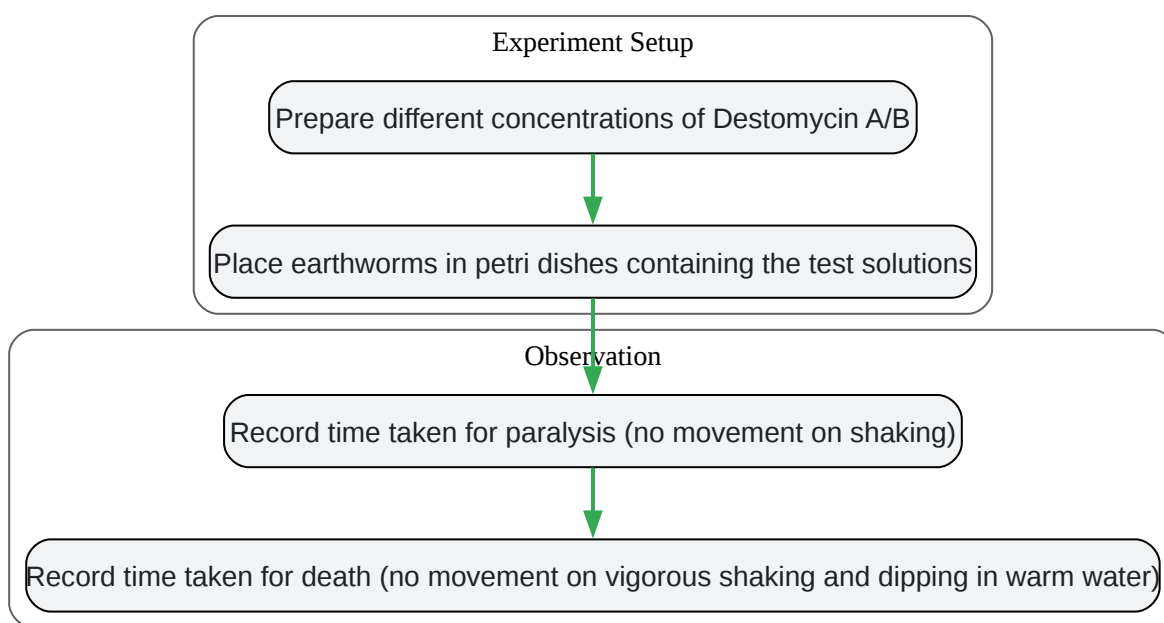 Experiment Setup
Prepare different concentrations of Destomycin A/B
Place earthworms in petri dishes containing the test solutions
Observation
Record time taken for paralysis (no movement on shaking)
Record time taken for death (no movement on vigorous shaking and dipping in warm water)